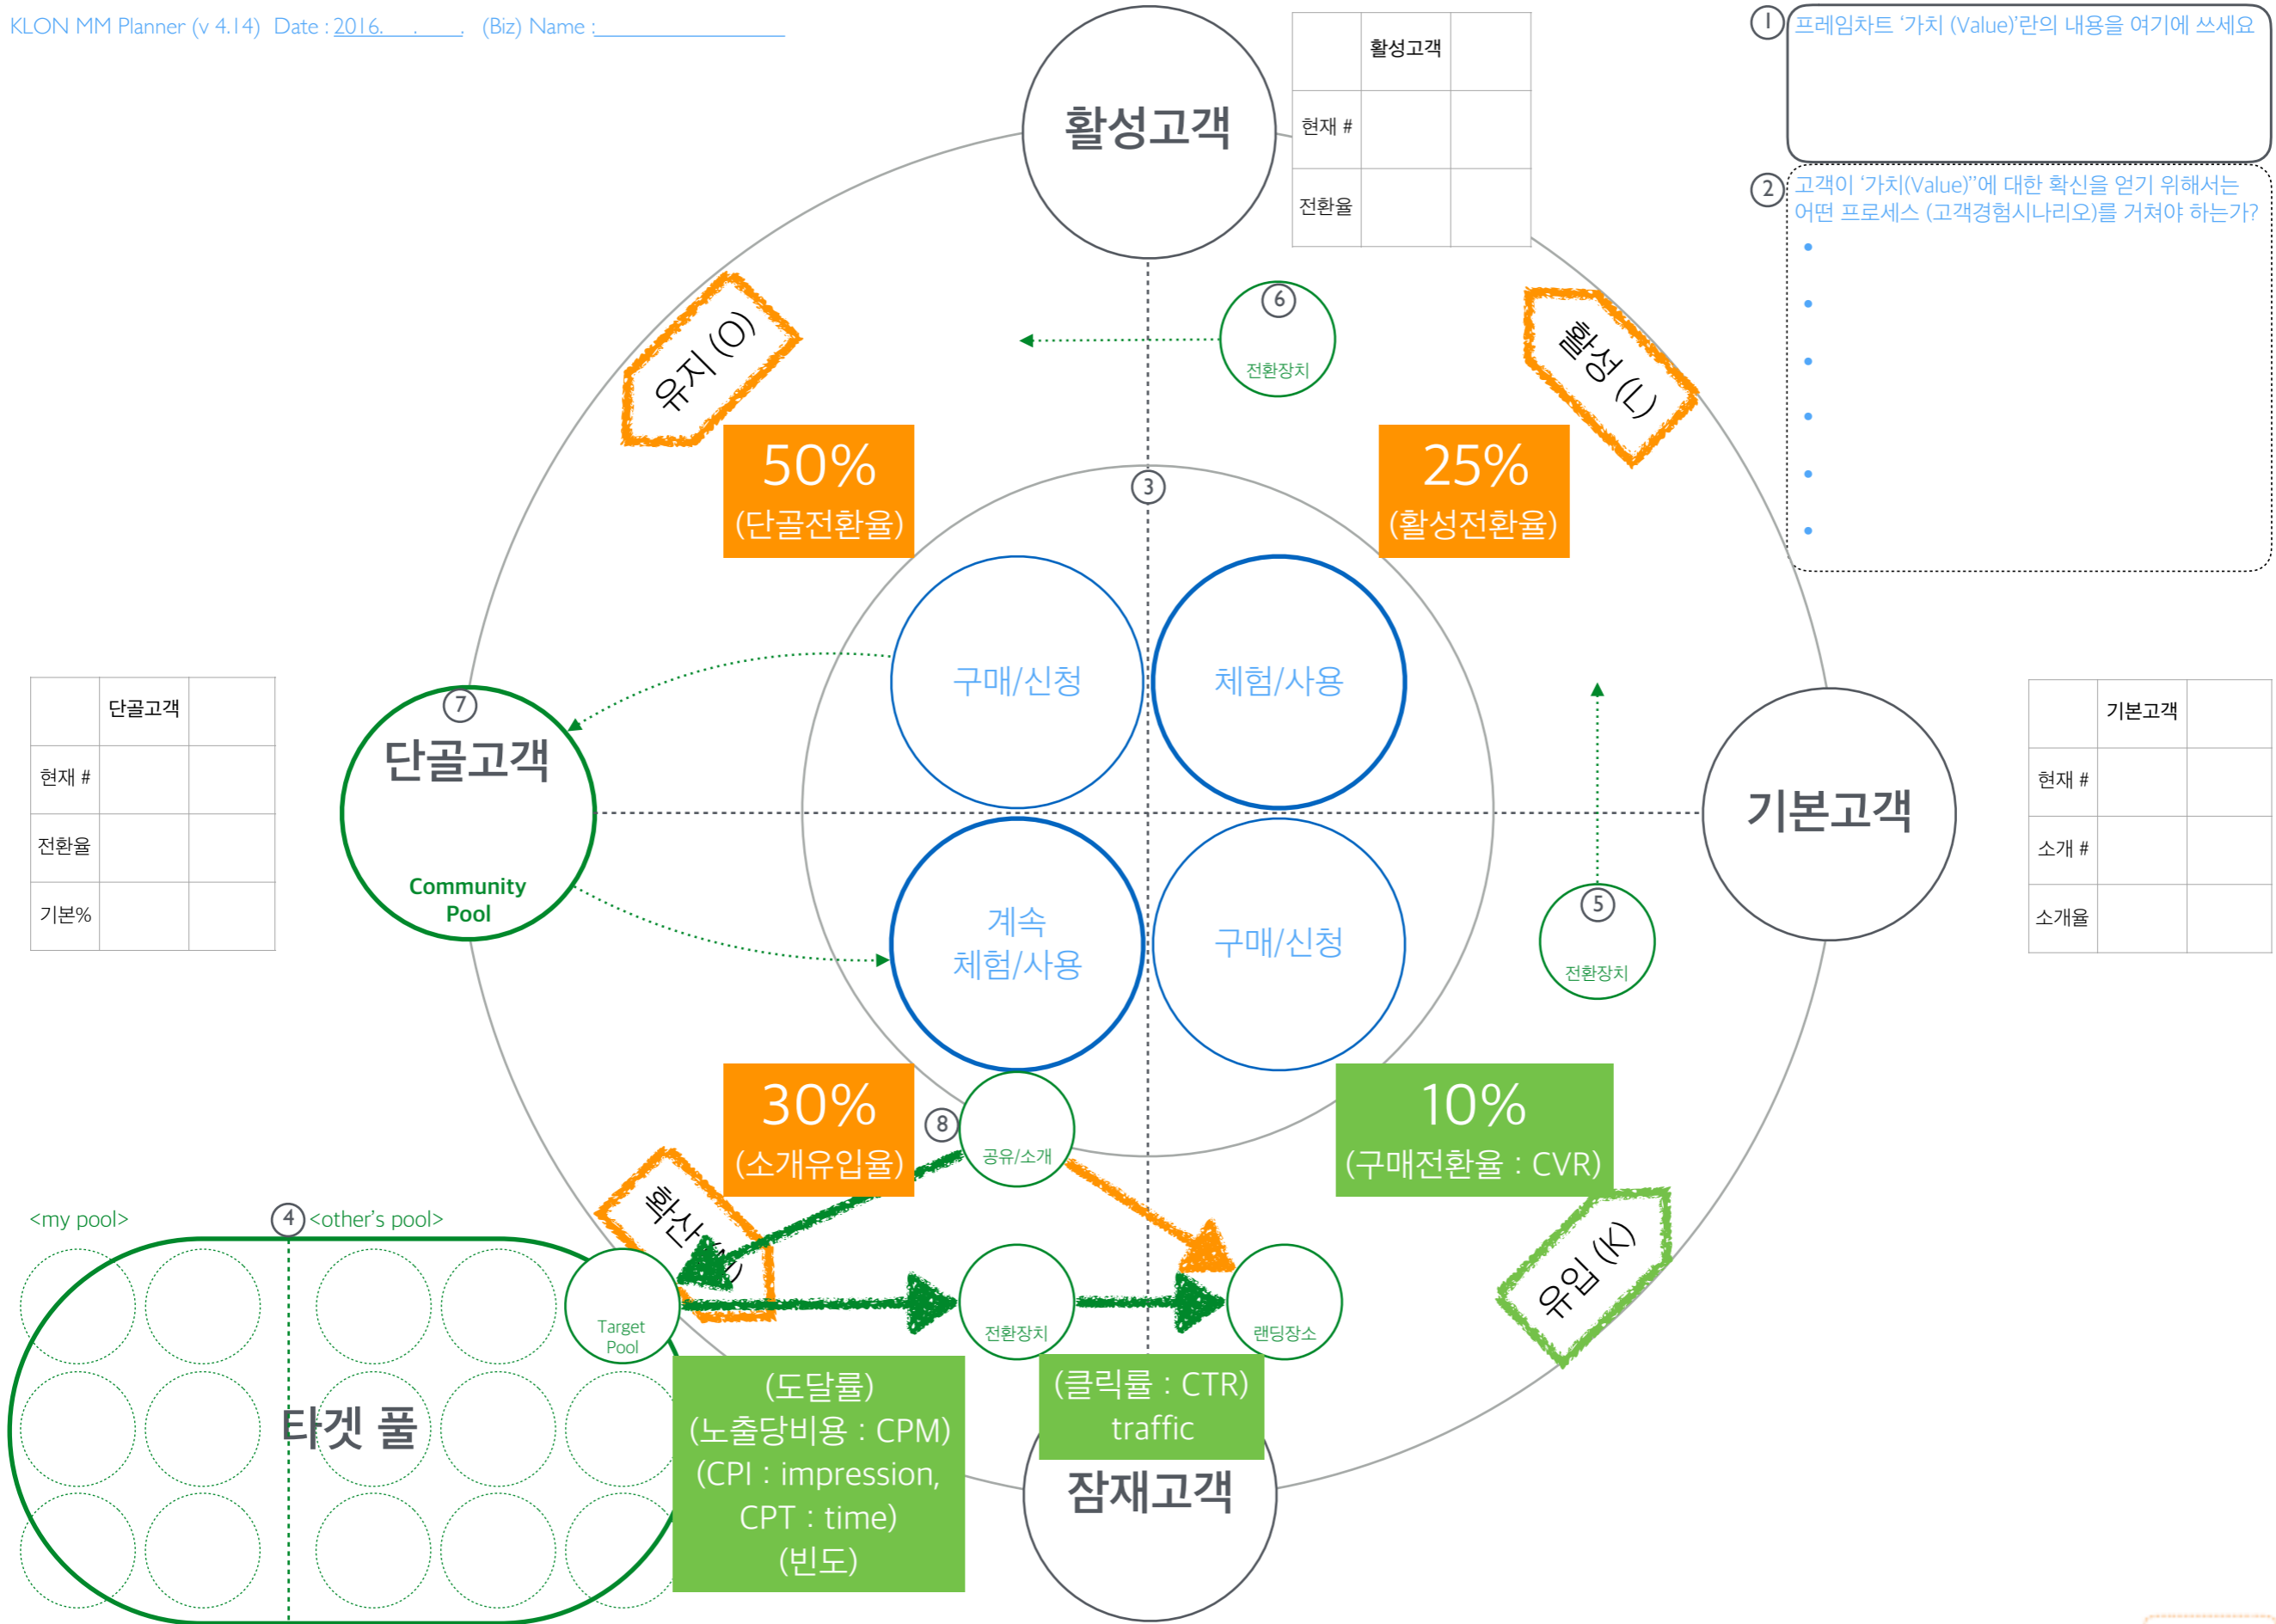 KLON MM Planner (v 4.14) Date : 2016. . . (Biz) Name :
활성고객
활성고객
현재 #
전환율
1
프레임차트 ‘가치 (Value)’란의 내용을 여기에 쓰세요
2
고객이 ‘가치(Value)”에 대한 확신을 얻기 위해서는
어떤 프로세스 (고객경험시나리오)를 거쳐야 하는가?
•
•
•
•
•
•
유지 (O)
6
전환장치
활성 (L)
50%
(단골전환율)
3
25%
(활성전환율)
구매/신청
체험/사용
단골고객
현재 #
전환율
기본%
7
단골고객
Community
Pool
기본고객
기본고객
현재 #
소개 #
소개율
계속
체험/사용
구매/신청
5
전환장치
30%
(소개유입율)
8
공유/소개
10%
(구매전환율 : CVR)
<my pool>
4
<other's pool>
확산
유입 (K)
Target
Pool
전환장치
랜딩장소
타겟 풀
(도달률)
(노출당비용 : CPM)
(CPI : impression,
CPT : time)
(빈도)
(클릭률 : CTR)
traffic
잠재고객